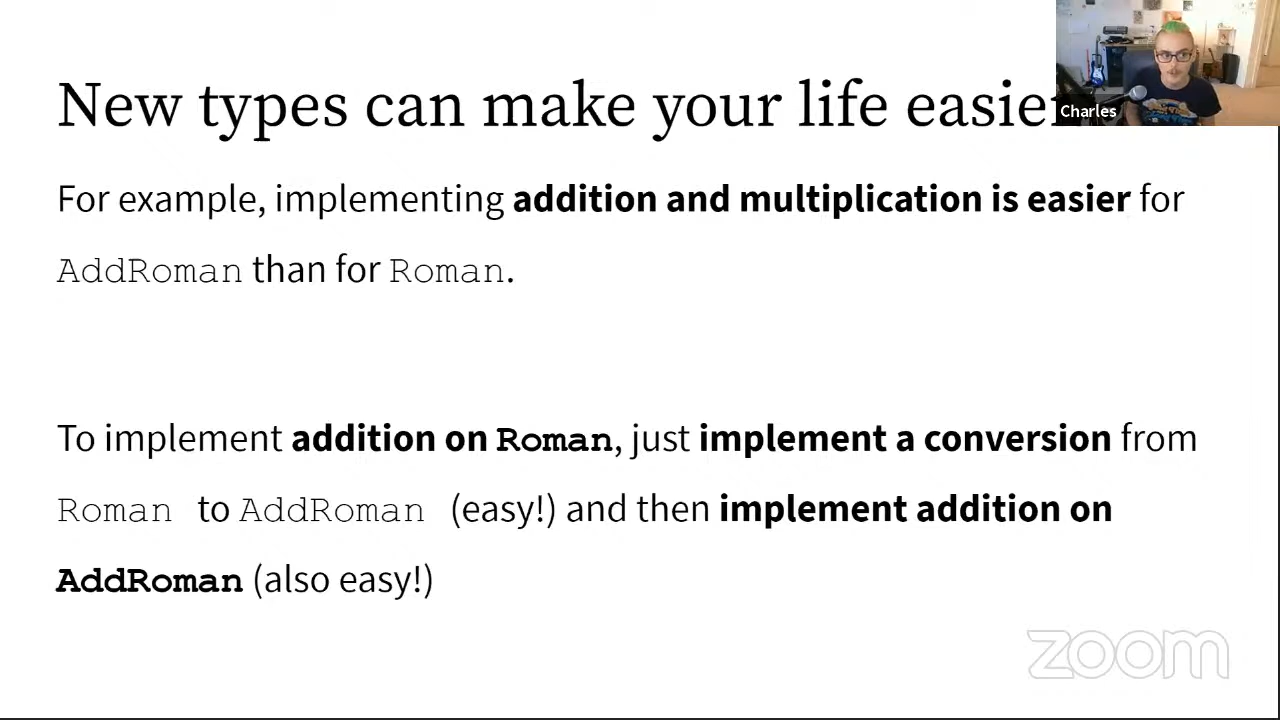 New types can make your life easier
Charles
For example, implementing addition and multiplication is easier for
AddRoman than for Roman.
To implement addition on Roman, just implement a conversion from
Roman to AddRoman (easy!) and then implement addition on
AddRoman (also easy!)
zoom